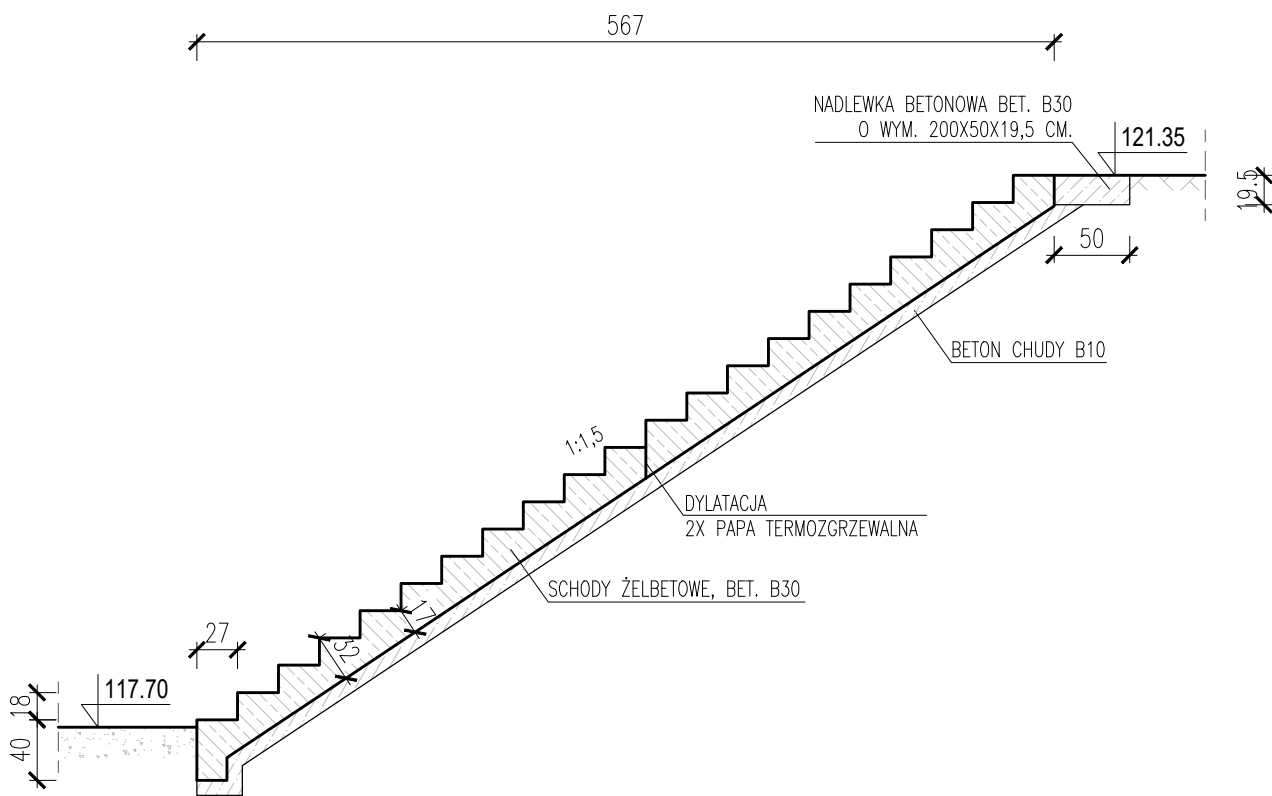 567
NADLEWKA BETONOWA BET. B30
O WYM. 200X50X19,5 CM.
121.35
19.5
50
BETON CHUDY B10
1:1,5
DYLATACJA
2X PAPA TERMOZGRZEWALNA
SCHODY ŻELBETOWE, BET. B30
17
32
27
117.70
18
40